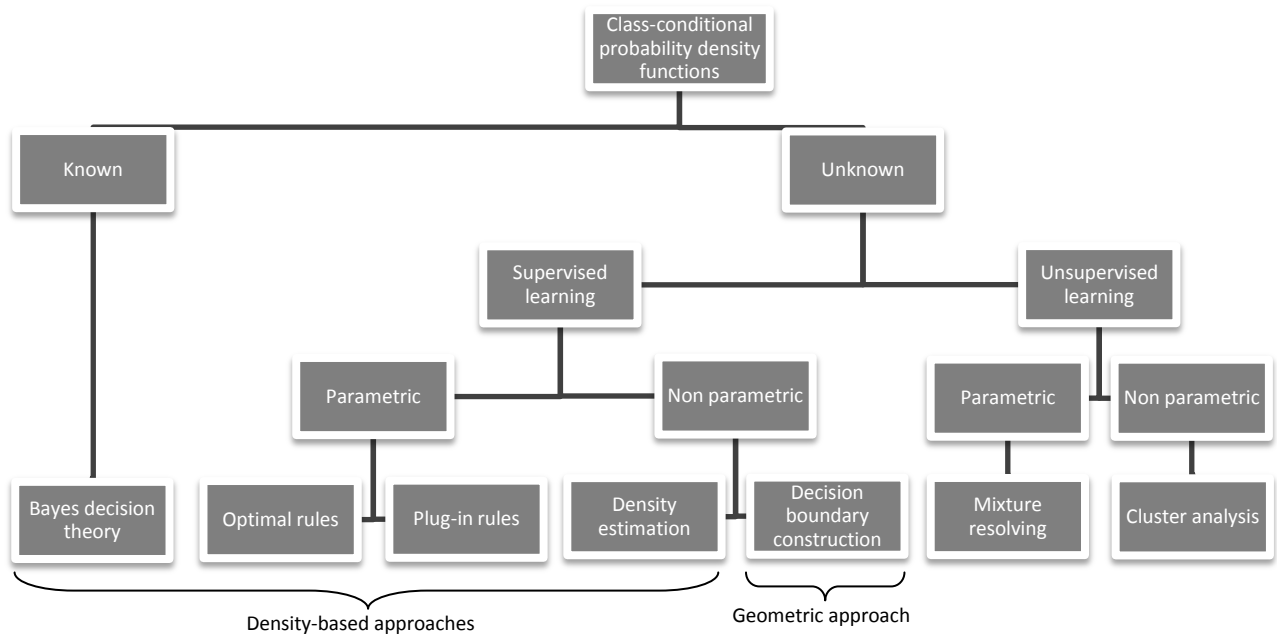 Class-conditional
probability density
functions
Known
Unknown
Supervised
learning
Unsupervised
learning
Parametric
Non parametric
Parametric
Non parametric
Bayes decision
theory
Optimal rules
Plug-in rules
Density
estimation
Decision
boundary
construction
Mixture
resolving
Cluster analysis
Density-based approaches
Geometric approach